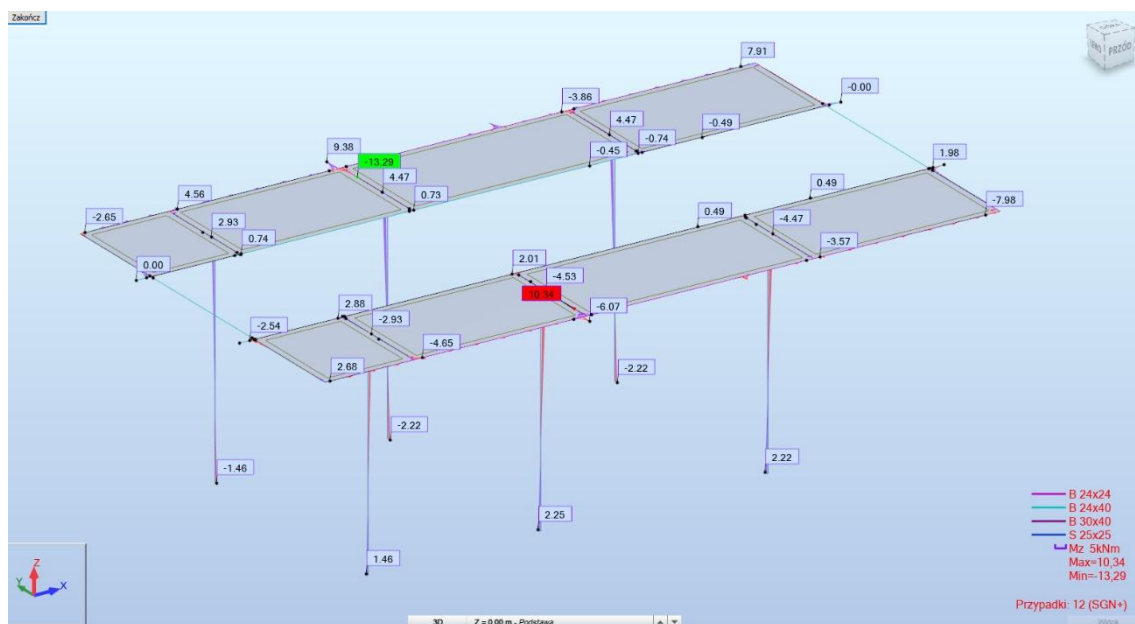 Zakończ
PRZÓD
7.91
-0.00
-3.86
4.47
-0.74
-0.49
9.38
-13.29
4.47
-0.45
0.73
1.98
4.56
-2.65
2.93
0.74
0.49
-7.98
0.49
-4.47
-3.57
0.00
2.01
-4.53
10.34
-6.07
2.88
-2.93
-2.54
-4.65
2.68
-2.22
-2.22
-1.46
2.22
2.25
1.46
B 24x24
B 24x40
B 30x40
S 25x25
Mz 5kNm
Max=10,34
Min=-13,29
Przypadki: 12 (SGN+)
Z
Y
X
3D Z = 0.00 m - Podstawa